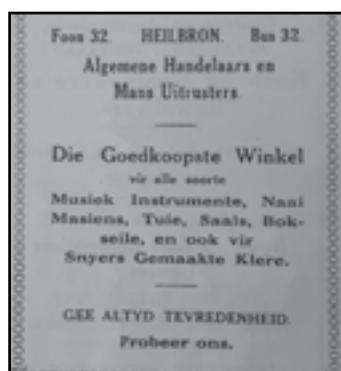 Foon 32. HEILBRON. Bus 32.
Algemene Handelaars en
Mans Uitrusters.
Die Goedkoopste Winkel
vir alle soorte
Musiek Instrumente, Naai
Masiens, Tuie, Saals, Bok-
seile, en ook vir
Snyers Gemaakte Klere.
GEE ALTYD TEVREDENHEID.
Probeer ons.